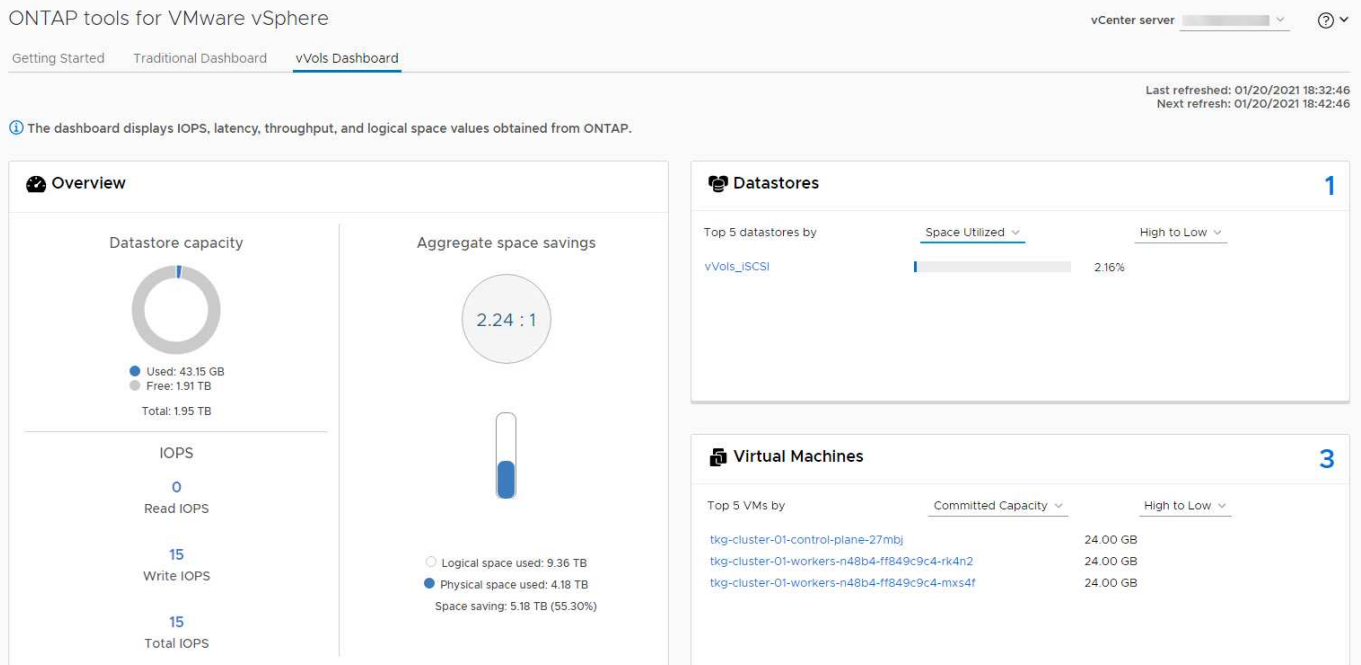 ONTAP tools for VMware vSphere
vCenter server
Getting Started Traditional Dashboard vVols Dashboard
Last refreshed: 01/20/2021 18:32:46
Next refresh: 01/20/2021 18:42:46
The dashboard displays IOPS, latency, throughput, and logical space values obtained from ONTAP.
Overview
Datastore capacity
Used: 43.15 GB
Free: 1.91 TB
Total: 1.95 TB
IOPS
0
Read IOPS
15
Write IOPS
15
Total IOPS
Aggregate space savings
2.24 : 1
Logical space used: 9.36 TB
Physical space used: 4.18 TB
Space saving: 5.18 TB (55.30%)
Datastores 1
Top 5 datastores by Space Utilized High to Low
vVols_iSCSI 2.16%
Virtual Machines 3
Top 5 VMs by Committed Capacity High to Low
tkg-cluster-01-control-plane-27mbj 24.00 GB
tkg-cluster-01-workers-n48b4-ff849c9c4-rk4n2 24.00 GB
tkg-cluster-01-workers-n48b4-ff849c9c4-mxs4f 24.00 GB